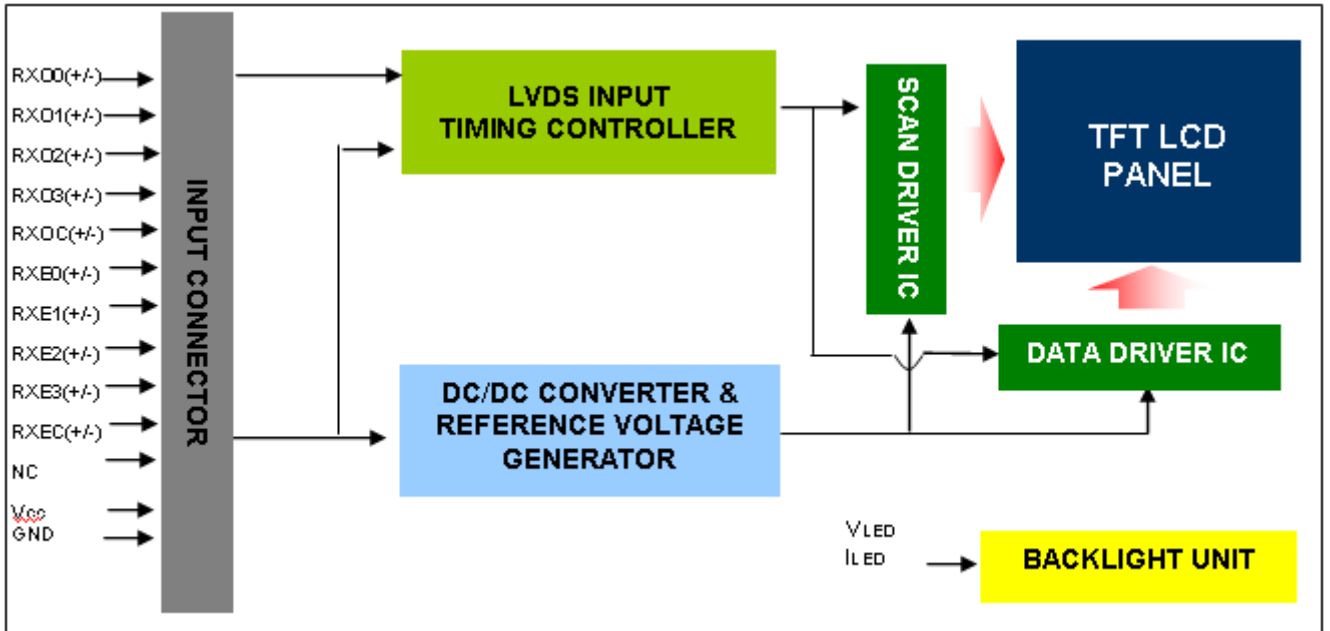 RXO0(+/-)
RXO1(+/-)
RXO2(+/-)
RXO3(+/-)
RXOC(+/-)
RXE0(+/-)
RXE1(+/-)
RXE2(+/-)
RXE3(+/-)
RXEC(+/-)
NC
Vcc
GND
INPUT CONNECTOR
LVDS INPUT
TIMING CONTROLLER
DC/DC CONVERTER &
REFERENCE VOLTAGE
GENERATOR
SCAN DRIVER IC
TFT LCD
PANEL
DATA DRIVER IC
VLED
ILED
BACKLIGHT UNIT